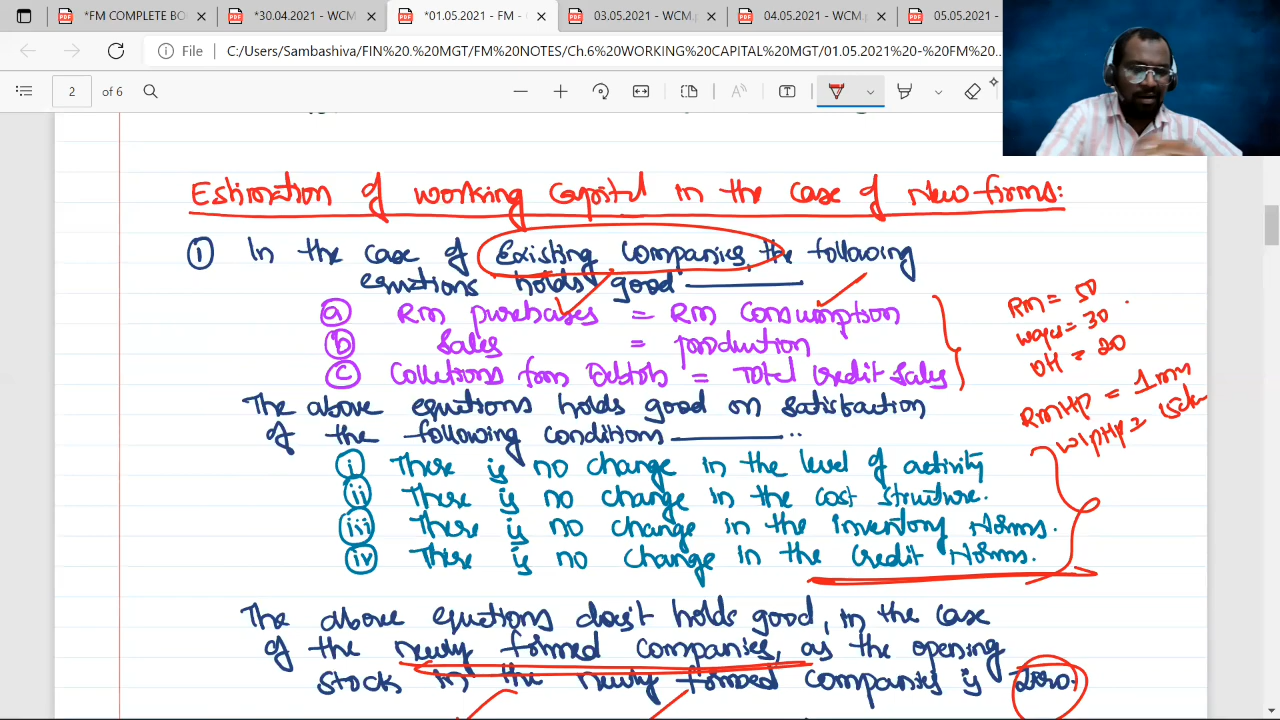 *FM COMPLETE BO
*30.04.2021 - WCM
*01.05.2021 - FM -
03.05.2021 - WCM.p
04.05.2021 - WCM.p
05.05.2021 -
File C:/Users/Sambashiva/FIN%20.%20MGT/FM%20NOTES/Ch.6%20WORKING%20CAPITAL%20MGT/01.05.2021%20-%20FM%20...
2 of 6
Estimation of working Capital in the case of New firms:
① In the case of Existing Companies, the following
equations holds good
ⓐ Rm purchases = Rm Consumption
ⓑ Sales = production
ⓒ Collections from Debtors = Total Credit Sales
Rm = 50
wages = 30
OH = 20
RmHp = 1 mn
WIPHP =
The above equations holds good on satisfaction
of the following conditions
(i) There is no change in the level of activity
(ii) There is no change in the cost structure.
(iii) There is no change in the Inventory Norms.
(iv) There is no change in the Credit Norms.
The above equations doesn't holds good, in the case
of the newly formed companies, as the opening
stock in the newly formed companies is Zero.